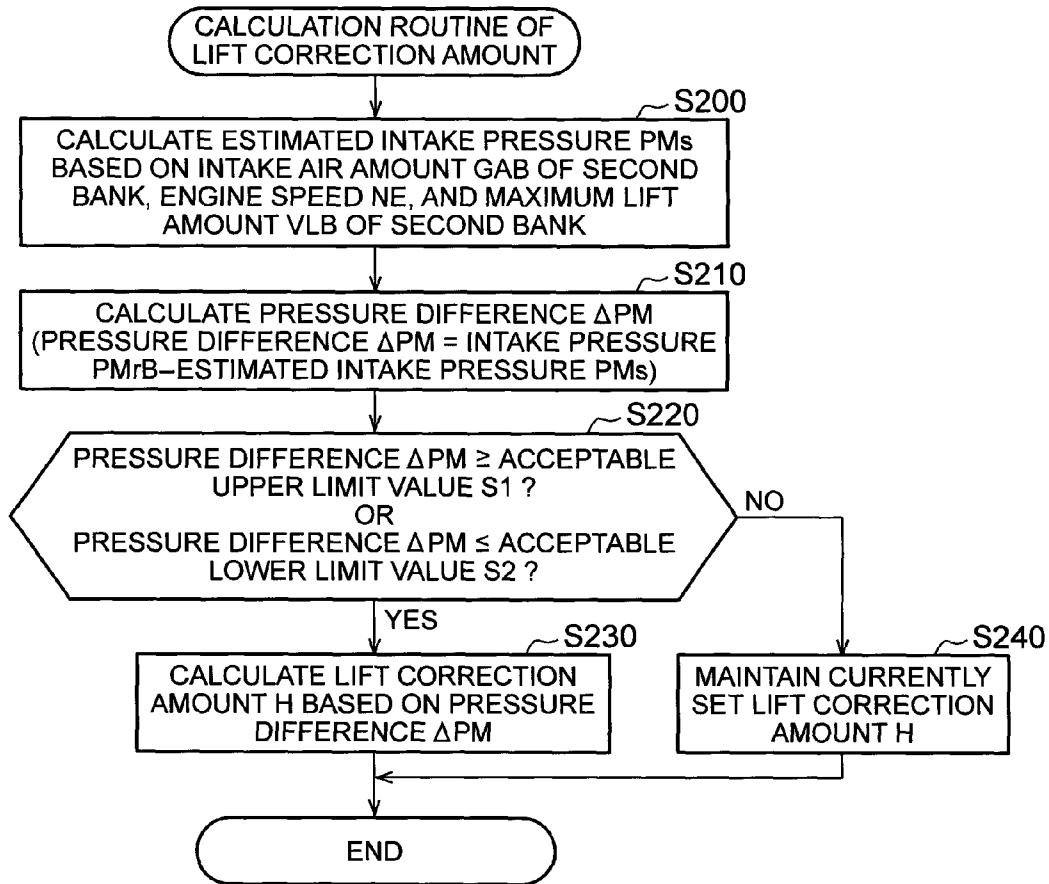 CALCULATION ROUTINE OF
LIFT CORRECTION AMOUNT
S200
CALCULATE ESTIMATED INTAKE PRESSURE PMs
BASED ON INTAKE AIR AMOUNT GAB OF SECOND
BANK, ENGINE SPEED NE, AND MAXIMUM LIFT
AMOUNT VLB OF SECOND BANK
S210
CALCULATE PRESSURE DIFFERENCE ΔPM
(PRESSURE DIFFERENCE ΔPM = INTAKE PRESSURE
PMrB–ESTIMATED INTAKE PRESSURE PMs)
S220
PRESSURE DIFFERENCE ΔPM ≥ ACCEPTABLE
UPPER LIMIT VALUE S1 ?
OR
PRESSURE DIFFERENCE ΔPM ≤ ACCEPTABLE
LOWER LIMIT VALUE S2 ?
NO
YES
S230
CALCULATE LIFT CORRECTION
AMOUNT H BASED ON PRESSURE
DIFFERENCE ΔPM
S240
MAINTAIN CURRENTLY
SET LIFT CORRECTION
AMOUNT H
END